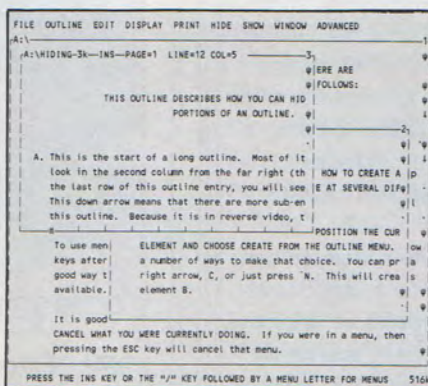 FILE OUTLINE EDIT DISPLAY PRINT HIDE SHOW WINDOW ADVANCED
A:\
A:\HIDING-3k—INS—PAGE=1 LINE=12 COL=5 3
ERE ARE
FOLLOWS:
THIS OUTLINE DESCRIBES HOW YOU CAN HID
PORTIONS OF AN OUTLINE.
2
A. This is the start of a long outline. Most of it
look in the second column from the far right (th HOW TO CREATE A p
the last row of this outline entry, you will see E AT SEVERAL DIF
This down arrow means that there are more sub-en l
this outline. Because it is in reverse video, t
POSITION THE CUR
To use men ELEMENT AND CHOOSE CREATE FROM THE OUTLINE MENU. ow
keys after a number of ways to make that choice. You can pr a
good way t right arrow, C, or just press ^N. This will crea s
available. element B.
It is good
CANCEL WHAT YOU WERE CURRENTLY DOING. If you were in a menu, then
pressing the ESC key will cancel that menu.
PRESS THE INS KEY OR THE "/" KEY FOLLOWED BY A MENU LETTER FOR MENUS 516k